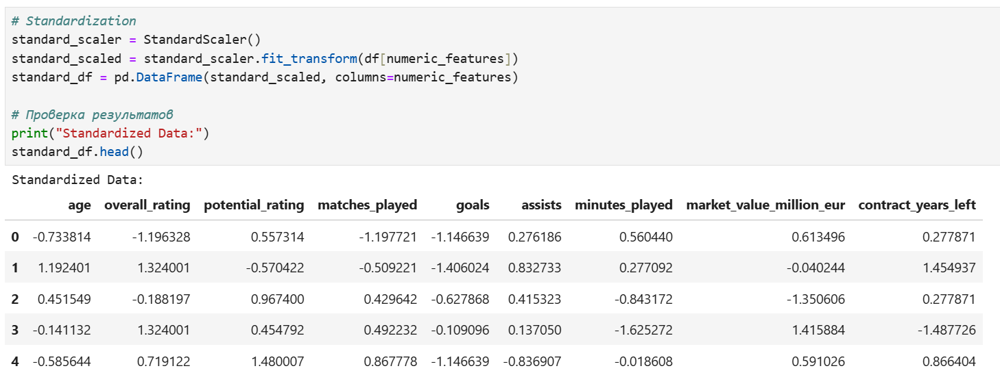 # Standardization
standard_scaler = StandardScaler()
standard_scaled = standard_scaler.fit_transform(df[numeric_features])
standard_df = pd.DataFrame(standard_scaled, columns=numeric_features)
# Проверка результатов
print("Standardized Data:")
standard_df.head()
Standardized Data:
age overall_rating potential_rating matches_played goals assists minutes_played market_value_million_eur contract_years_left
0 -0.733814 -1.196328 0.557314 -1.197721 -1.146639 0.276186 0.560440 0.613496 0.277871
1 1.192401 1.324001 -0.570422 -0.509221 -1.406024 0.832733 0.277092 -0.040244 1.454937
2 0.451549 -0.188197 0.967400 0.429642 -0.627868 0.415323 -0.843172 -1.350606 0.277871
3 -0.141132 1.324001 0.454792 0.492232 -0.109096 0.137050 -1.625272 1.415884 -1.487726
4 -0.585644 0.719122 1.480007 0.867778 -1.146639 -0.836907 -0.018608 0.591026 0.866404